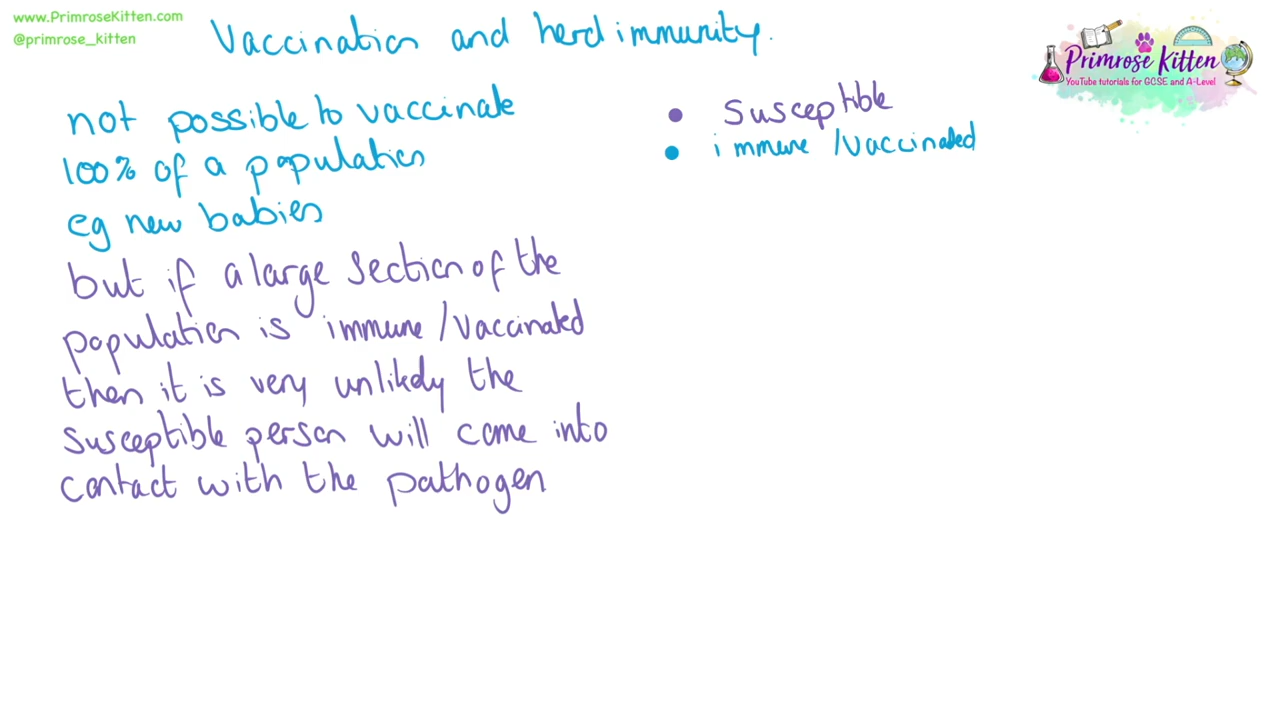 www.PrimroseKitten.com
@primrose_kitten
Vaccination and herd immunity.
Primrose Kitten
YouTube tutorials for GCSE and A-Level
not possible to vaccinate
100% of a population
eg new babies
but if a large section of the
population is immune/vaccinated
then it is very unlikely the
susceptible person will come into
contact with the pathogen
• Susceptible
• immune/vaccinated